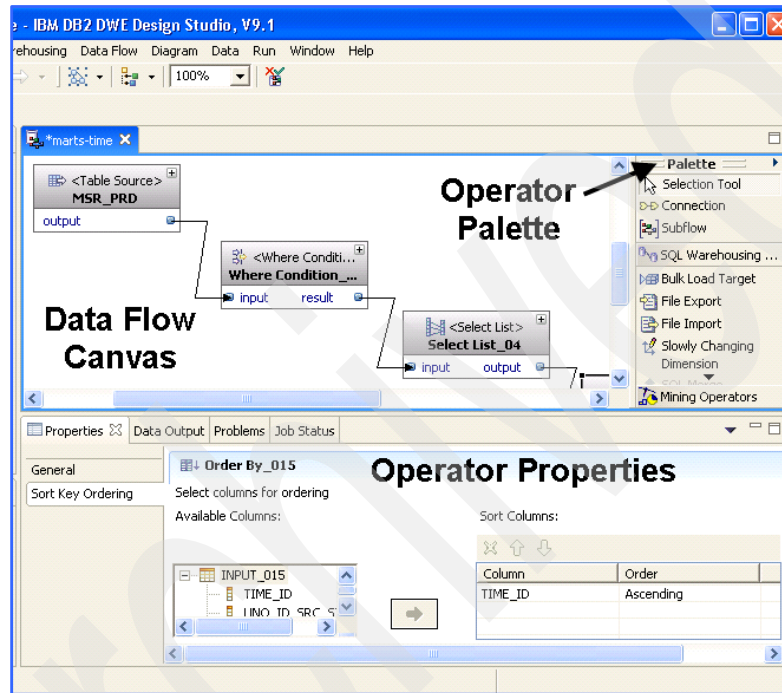 e - IBM DB2 DWE Design Studio, V9.1
rehousing Data Flow Diagram Data Run Window Help
100%
*marts-time
Palette
Selection Tool
Connection
Subflow
SQL Warehousing ...
Bulk Load Target
File Export
File Import
Slowly Changing
Dimension
Mining Operators
Operator
Palette
<Table Source>
MSR_PRD
output
<Where Conditi...
Where Condition_...
input result
<Select List>
Select List_04
input output
Data Flow
Canvas
Properties Data Output Problems Job Status
General
Sort Key Ordering
Order By_015
Operator Properties
Select columns for ordering
Available Columns:
Sort Columns:
INPUT_015
TIME_ID
Column Order
TIME_ID Ascending